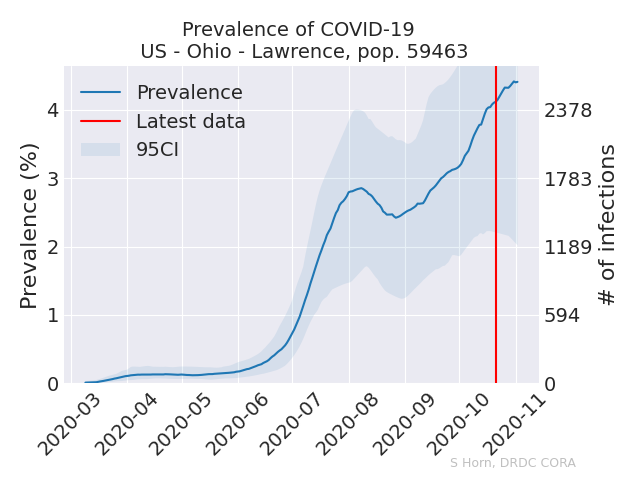 Prevalence of COVID-19
US - Ohio - Lawrence, pop. 59463
Prevalence
Latest data
95CI
Prevalence (%)
4
3
2
1
0
# of infections
2378
1783
1189
594
0
2020-03
2020-04
2020-05
2020-06
2020-07
2020-08
2020-09
2020-10
2020-11
S Horn, DRDC CORA